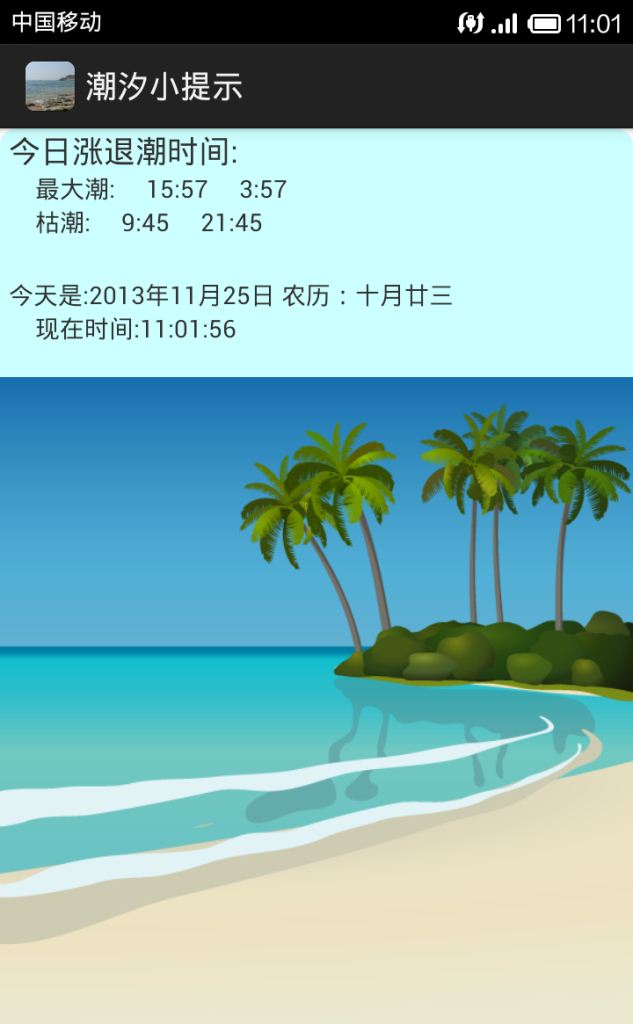 中国移动 11:01
潮汐小提示
今日涨退潮时间:
最大潮: 15:57 3:57
枯潮: 9:45 21:45
今天是:2013年11月25日 农历：十月廿三
现在时间:11:01:56